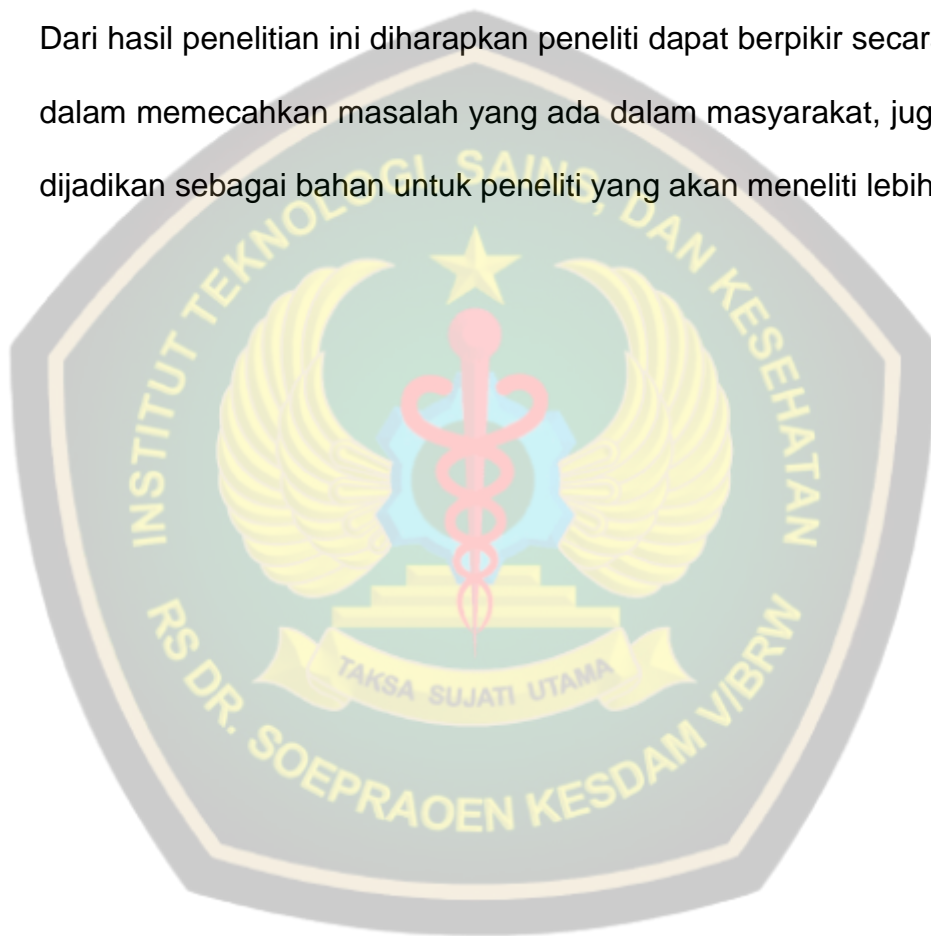 Dari hasil penelitian ini diharapkan peneliti dapat berpikir secar
dalam memecahkan masalah yang ada dalam masyarakat, jug
dijadikan sebagai bahan untuk peneliti yang akan meneliti lebih
INSTITUT TEKNOLOGI, SAINS, DAN KESEHATAN
TAKSA SUJATI UTAMA
RS DR. SOEPRAOEN KESDAM V/BRW